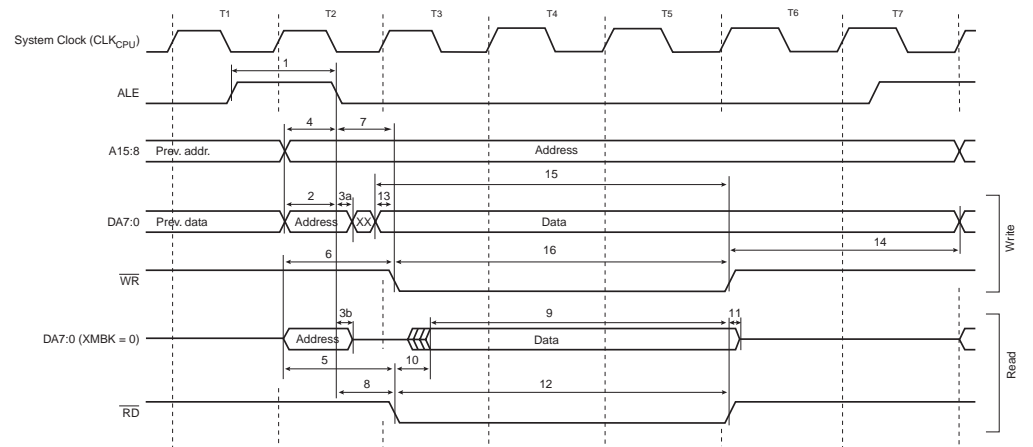 T1 T2 T3 T4 T5 T6 T7
System Clock (CLKCPU)
1
ALE
4 7
A15:8 Prev. addr. Address
15
2 3a 13
DA7:0 Prev. data Address XX Data
14
6 16
WR
Write
3b 9 11
DA7:0 (XMBK = 0) Address Data
5 10
8 12
RD
Read